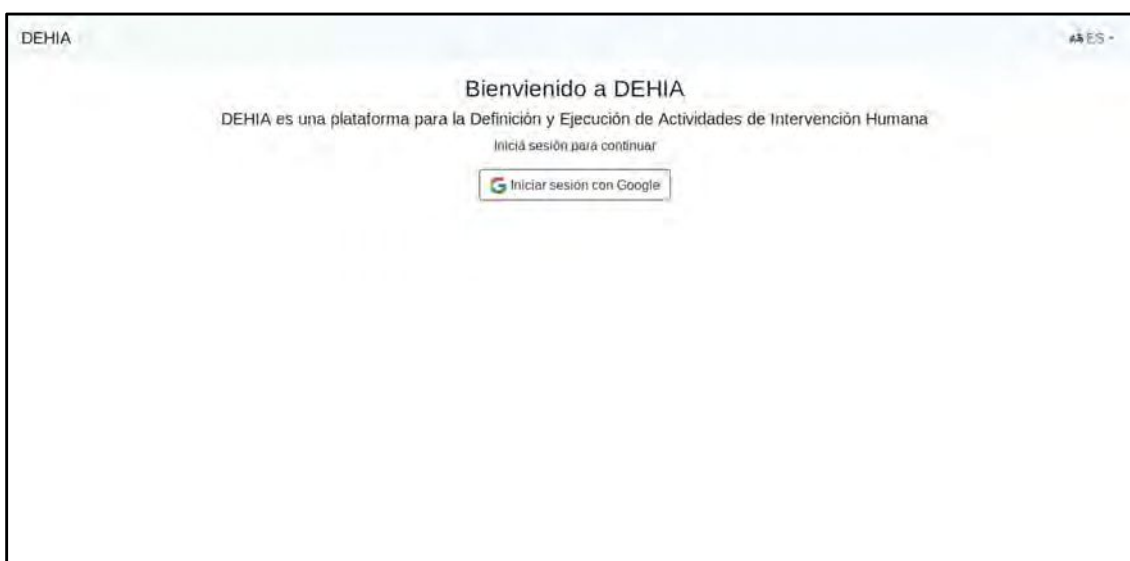 DEHIA
ES
Bienvienido a DEHIA
DEHIA es una plataforma para la Definición y Ejecución de Actividades de Intervención Humana
Iniciá sesión para continuar
Iniciar sesión con Google